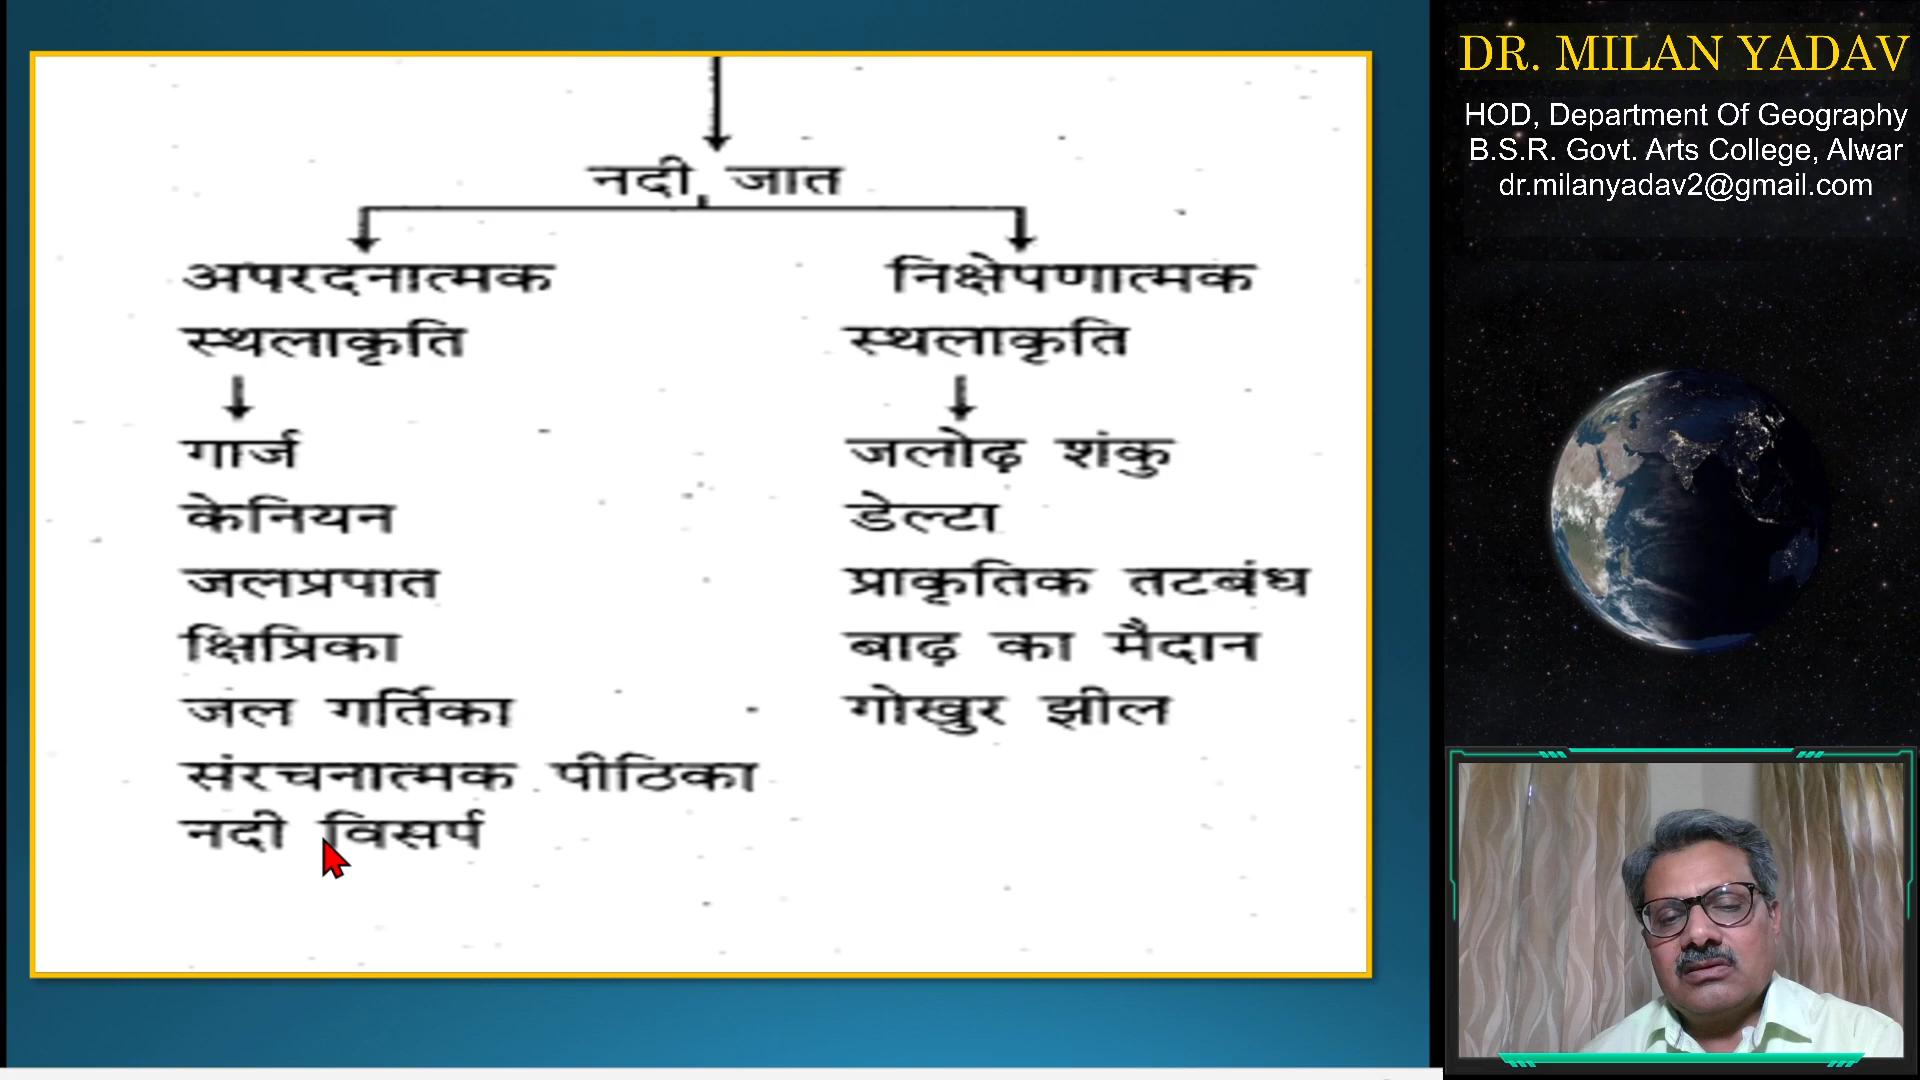 नदी जात
अपरदनात्मक
स्थलाकृति
गार्ज
केनियन
जलप्रपात
क्षिप्रिका
जल गर्तिका
संरचनात्मक पीठिका
नदी विसर्प
निक्षेपणात्मक
स्थलाकृति
जलोढ़ शंकु
डेल्टा
प्राकृतिक तटबंध
बाढ़ का मैदान
गोखुर झील
DR. MILAN YADAV
HOD, Department Of Geography
B.S.R. Govt. Arts College, Alwar
dr.milanyadav2@gmail.com